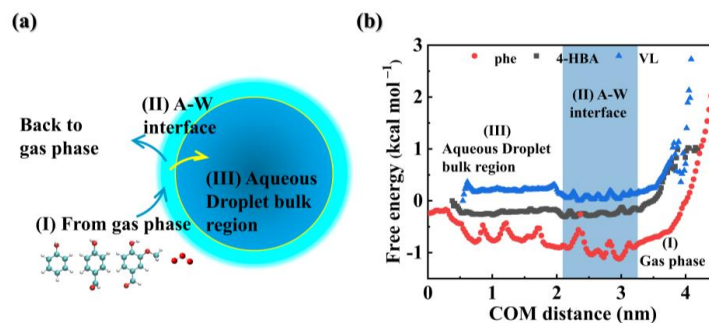 (a)
(II) A-W
interface
Back to
gas phase
(III) Aqueous
Droplet bulk
region
(I) From gas phase
(b)
phe 4-HBA VL
(II) A-W
interface
(III)
Aqueous Droplet
bulk region
(I)
Gas phase
Free energy (kcal mol⁻¹)
3
2
1
0
-1
0 1 2 3 4
COM distance (nm)